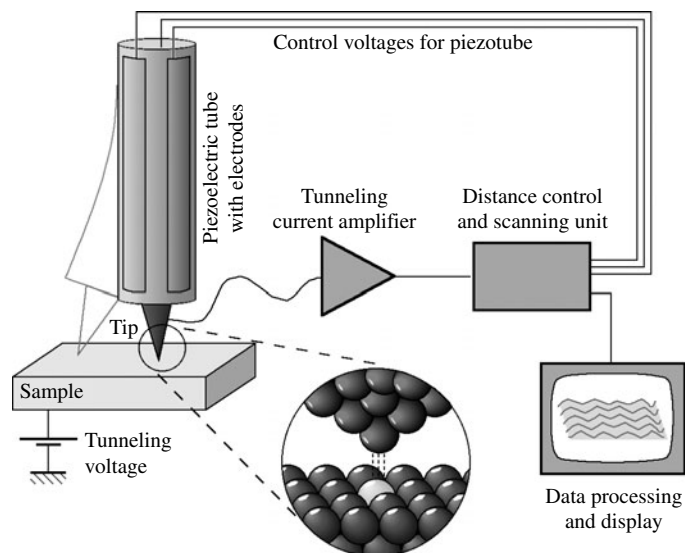 Control voltages for piezotube
Piezoelectric tube
with electrodes
Tunneling
current amplifier
Distance control
and scanning unit
Tip
Sample
Tunneling
voltage
Data processing
and display